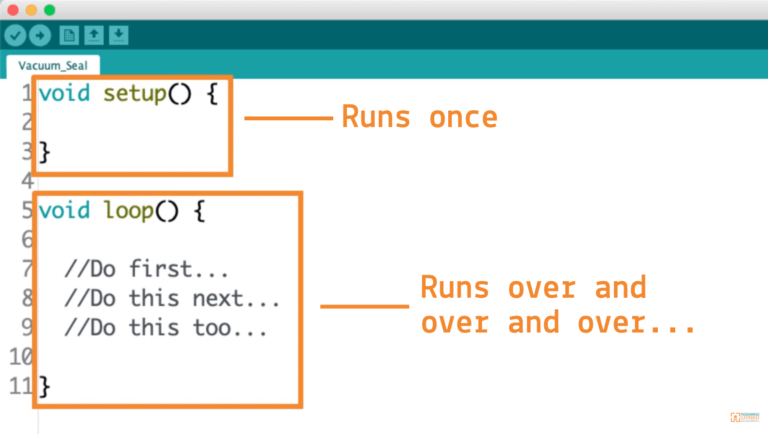 Vacuum_Seal
1 void setup() {
Runs once
2
3 }
4
5 void loop() {
6
7 //Do first...
8 //Do this next...
Runs over and
over and over...
9 //Do this too...
10
11 }